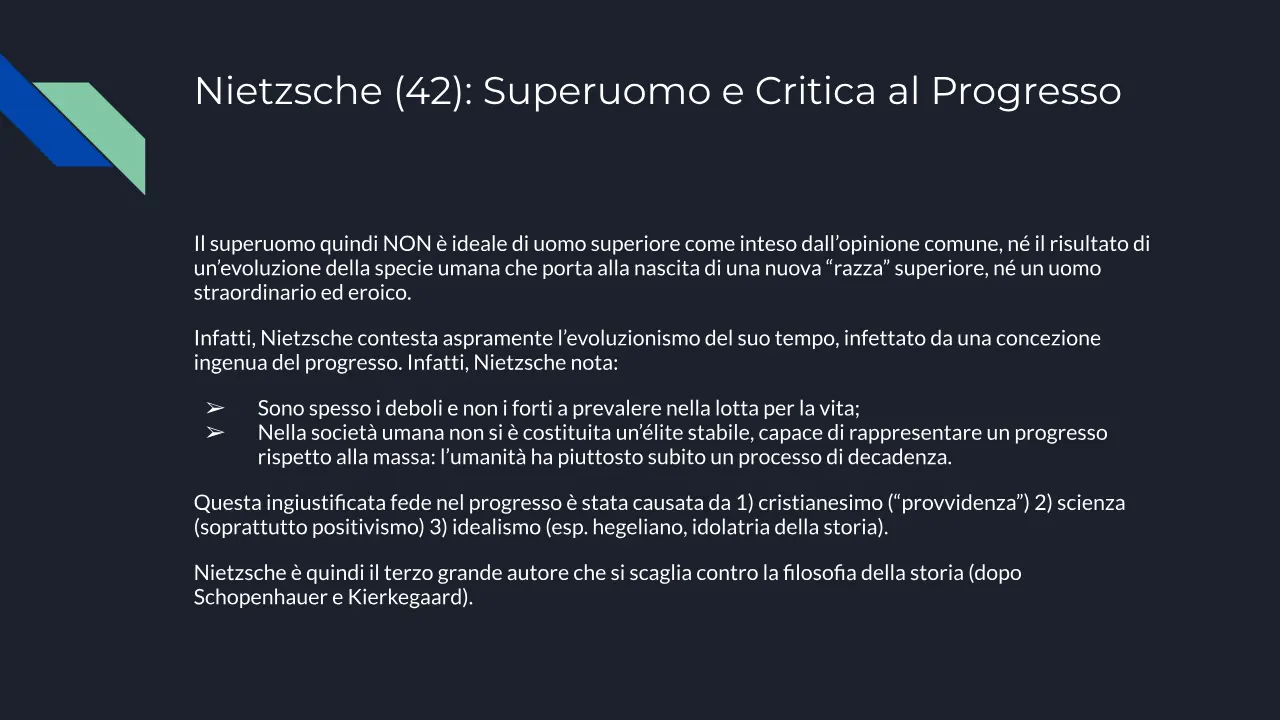 Nietzsche (42): Superuomo e Critica al Progresso
Il superuomo quindi NON è ideale di uomo superiore come inteso dall’opinione comune, né il risultato di
un’evoluzione della specie umana che porta alla nascita di una nuova “razza” superiore, né un uomo
straordinario ed eroico.
Infatti, Nietzsche contesta aspramente l’evoluzionismo del suo tempo, infettato da una concezione
ingenua del progresso. Infatti, Nietzsche nota:
➢ Sono spesso i deboli e non i forti a prevalere nella lotta per la vita;
➢ Nella società umana non si è costituita un’élite stabile, capace di rappresentare un progresso
rispetto alla massa: l’umanità ha piuttosto subito un processo di decadenza.
Questa ingiustificata fede nel progresso è stata causata da 1) cristianesimo (“provvidenza”) 2) scienza
(soprattutto positivismo) 3) idealismo (esp. hegeliano, idolatria della storia).
Nietzsche è quindi il terzo grande autore che si scaglia contro la filosofia della storia (dopo
Schopenhauer e Kierkegaard).